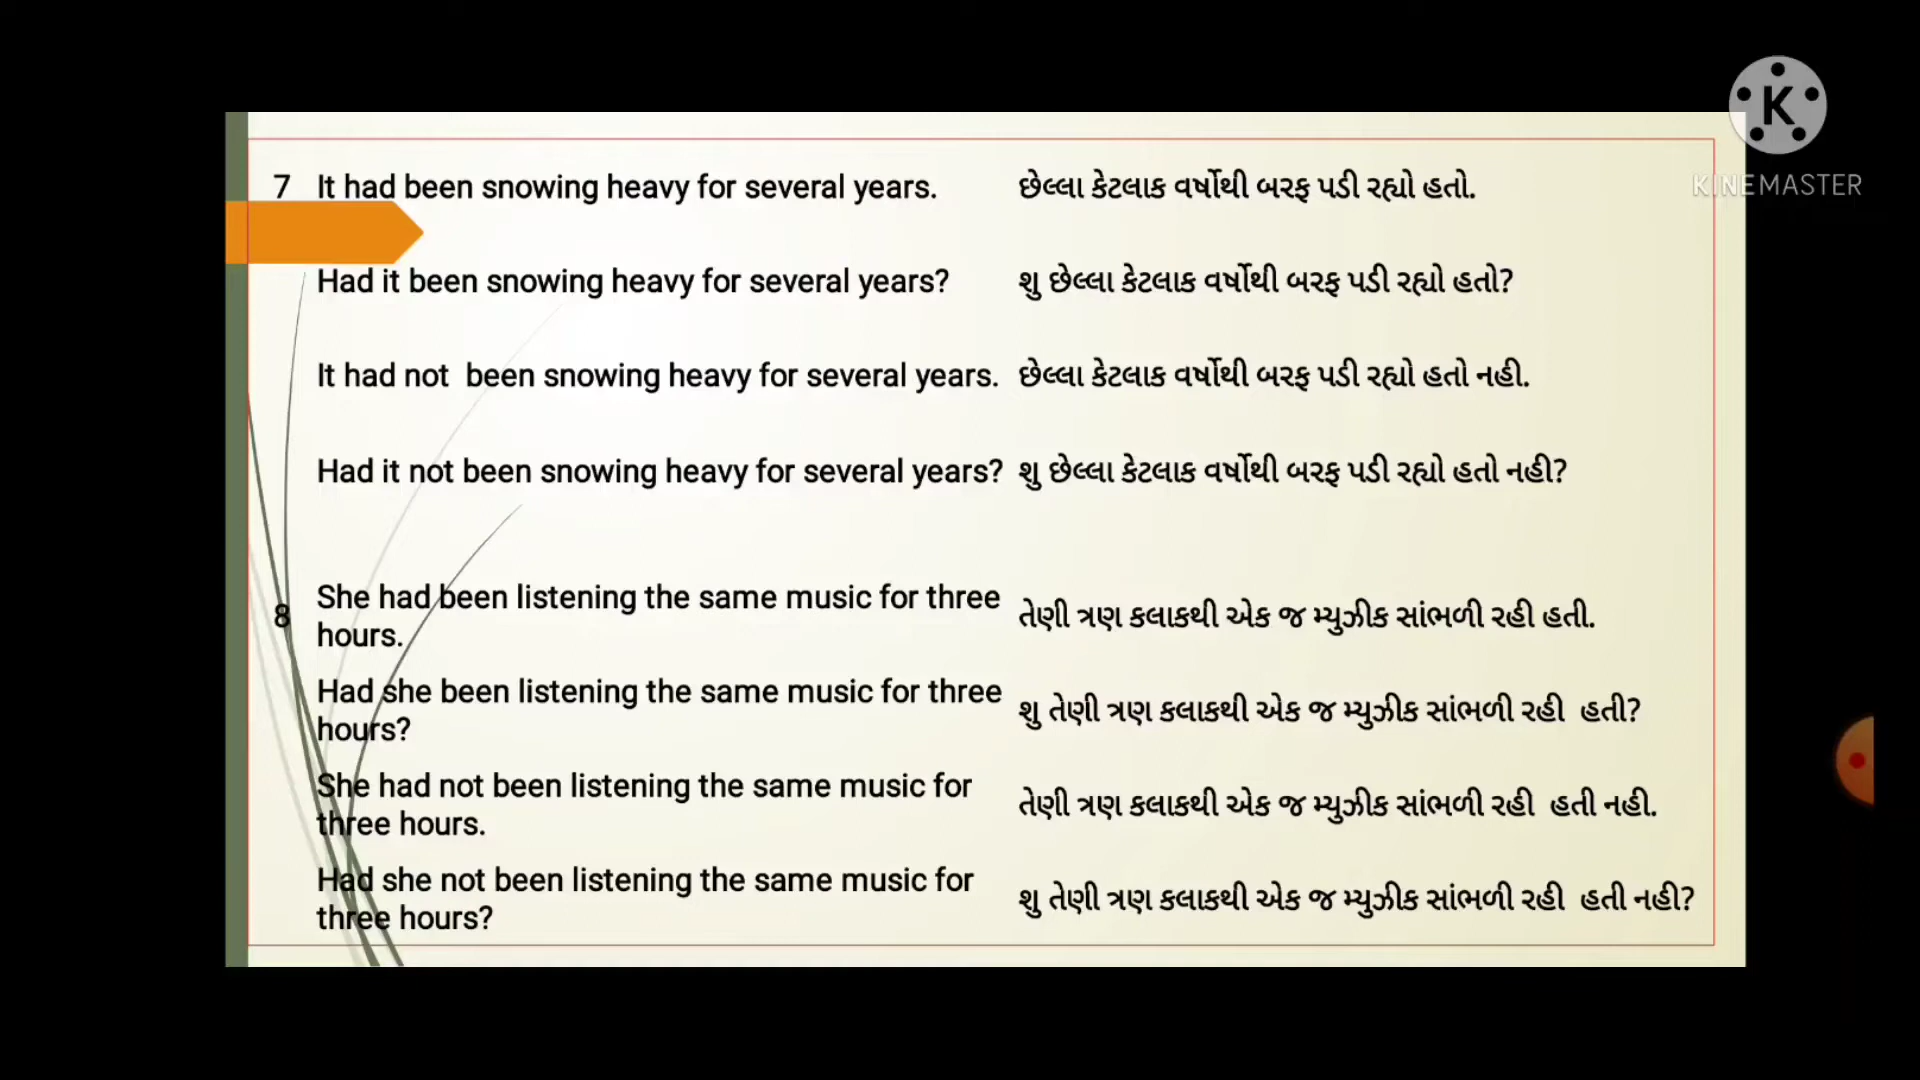 K
KINEMASTER
7 It had been snowing heavy for several years. છેલ્લા કેટલાક વર્ષોથી બરફ પડી રહ્યો હતો.
Had it been snowing heavy for several years? શુ છેલ્લા કેટલાક વર્ષોથી બરફ પડી રહ્યો હતો?
It had not been snowing heavy for several years. છેલ્લા કેટલાક વર્ષોથી બરફ પડી રહ્યો હતો નહી.
Had it not been snowing heavy for several years? શુ છેલ્લા કેટલાક વર્ષોથી બરફ પડી રહ્યો હતો નહી?
8 She had been listening the same music for three
hours.
તેણી ત્રણ કલાકથી એક જ મ્યુઝીક સાંભળી રહી હતી.
Had she been listening the same music for three
hours?
શુ તેણી ત્રણ કલાકથી એક જ મ્યુઝીક સાંભળી રહી હતી?
She had not been listening the same music for
three hours.
તેણી ત્રણ કલાકથી એક જ મ્યુઝીક સાંભળી રહી હતી નહી.
Had she not been listening the same music for
three hours?
શુ તેણી ત્રણ કલાકથી એક જ મ્યુઝીક સાંભળી રહી હતી નહી?